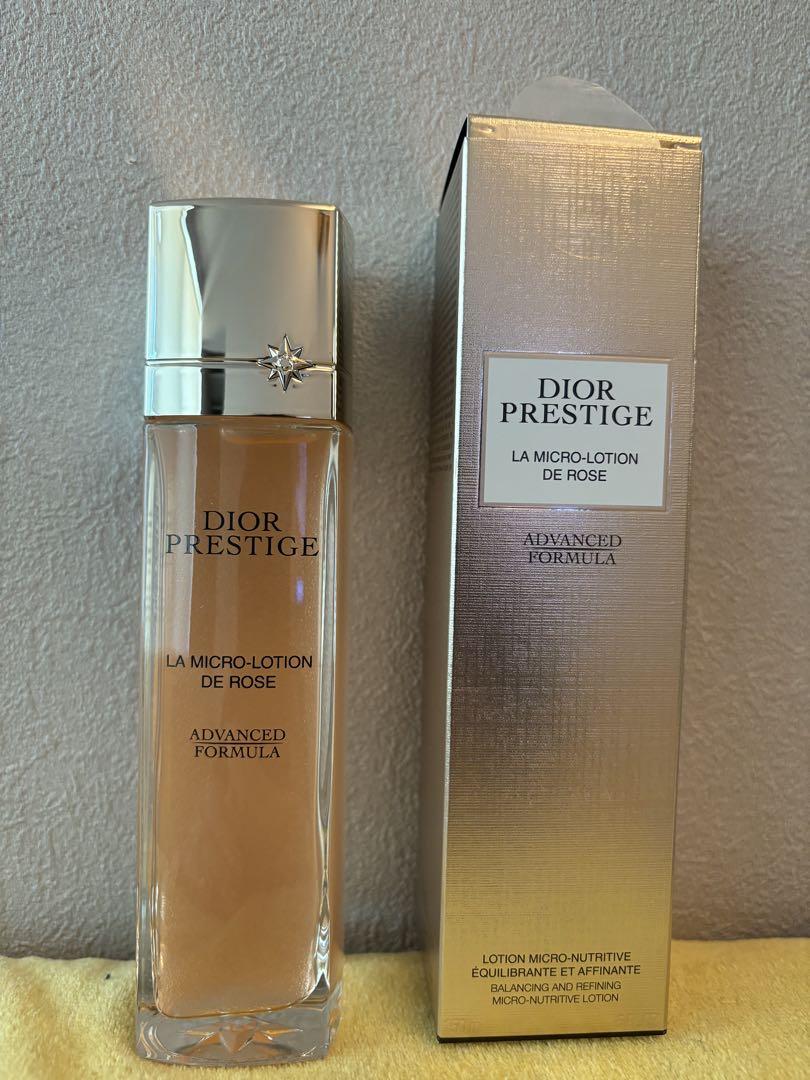 DIOR
PRESTIGE
LA MICRO-LOTION
DE ROSE
ADVANCED
FORMULA
DIOR
PRESTIGE
LA MICRO-LOTION
DE ROSE
ADVANCED
FORMULA
LOTION MICRO-NUTRITIVE
ÉQUILIBRANTE ET AFFINANTE
BALANCING AND REFINING
MICRO-NUTRITIVE LOTION